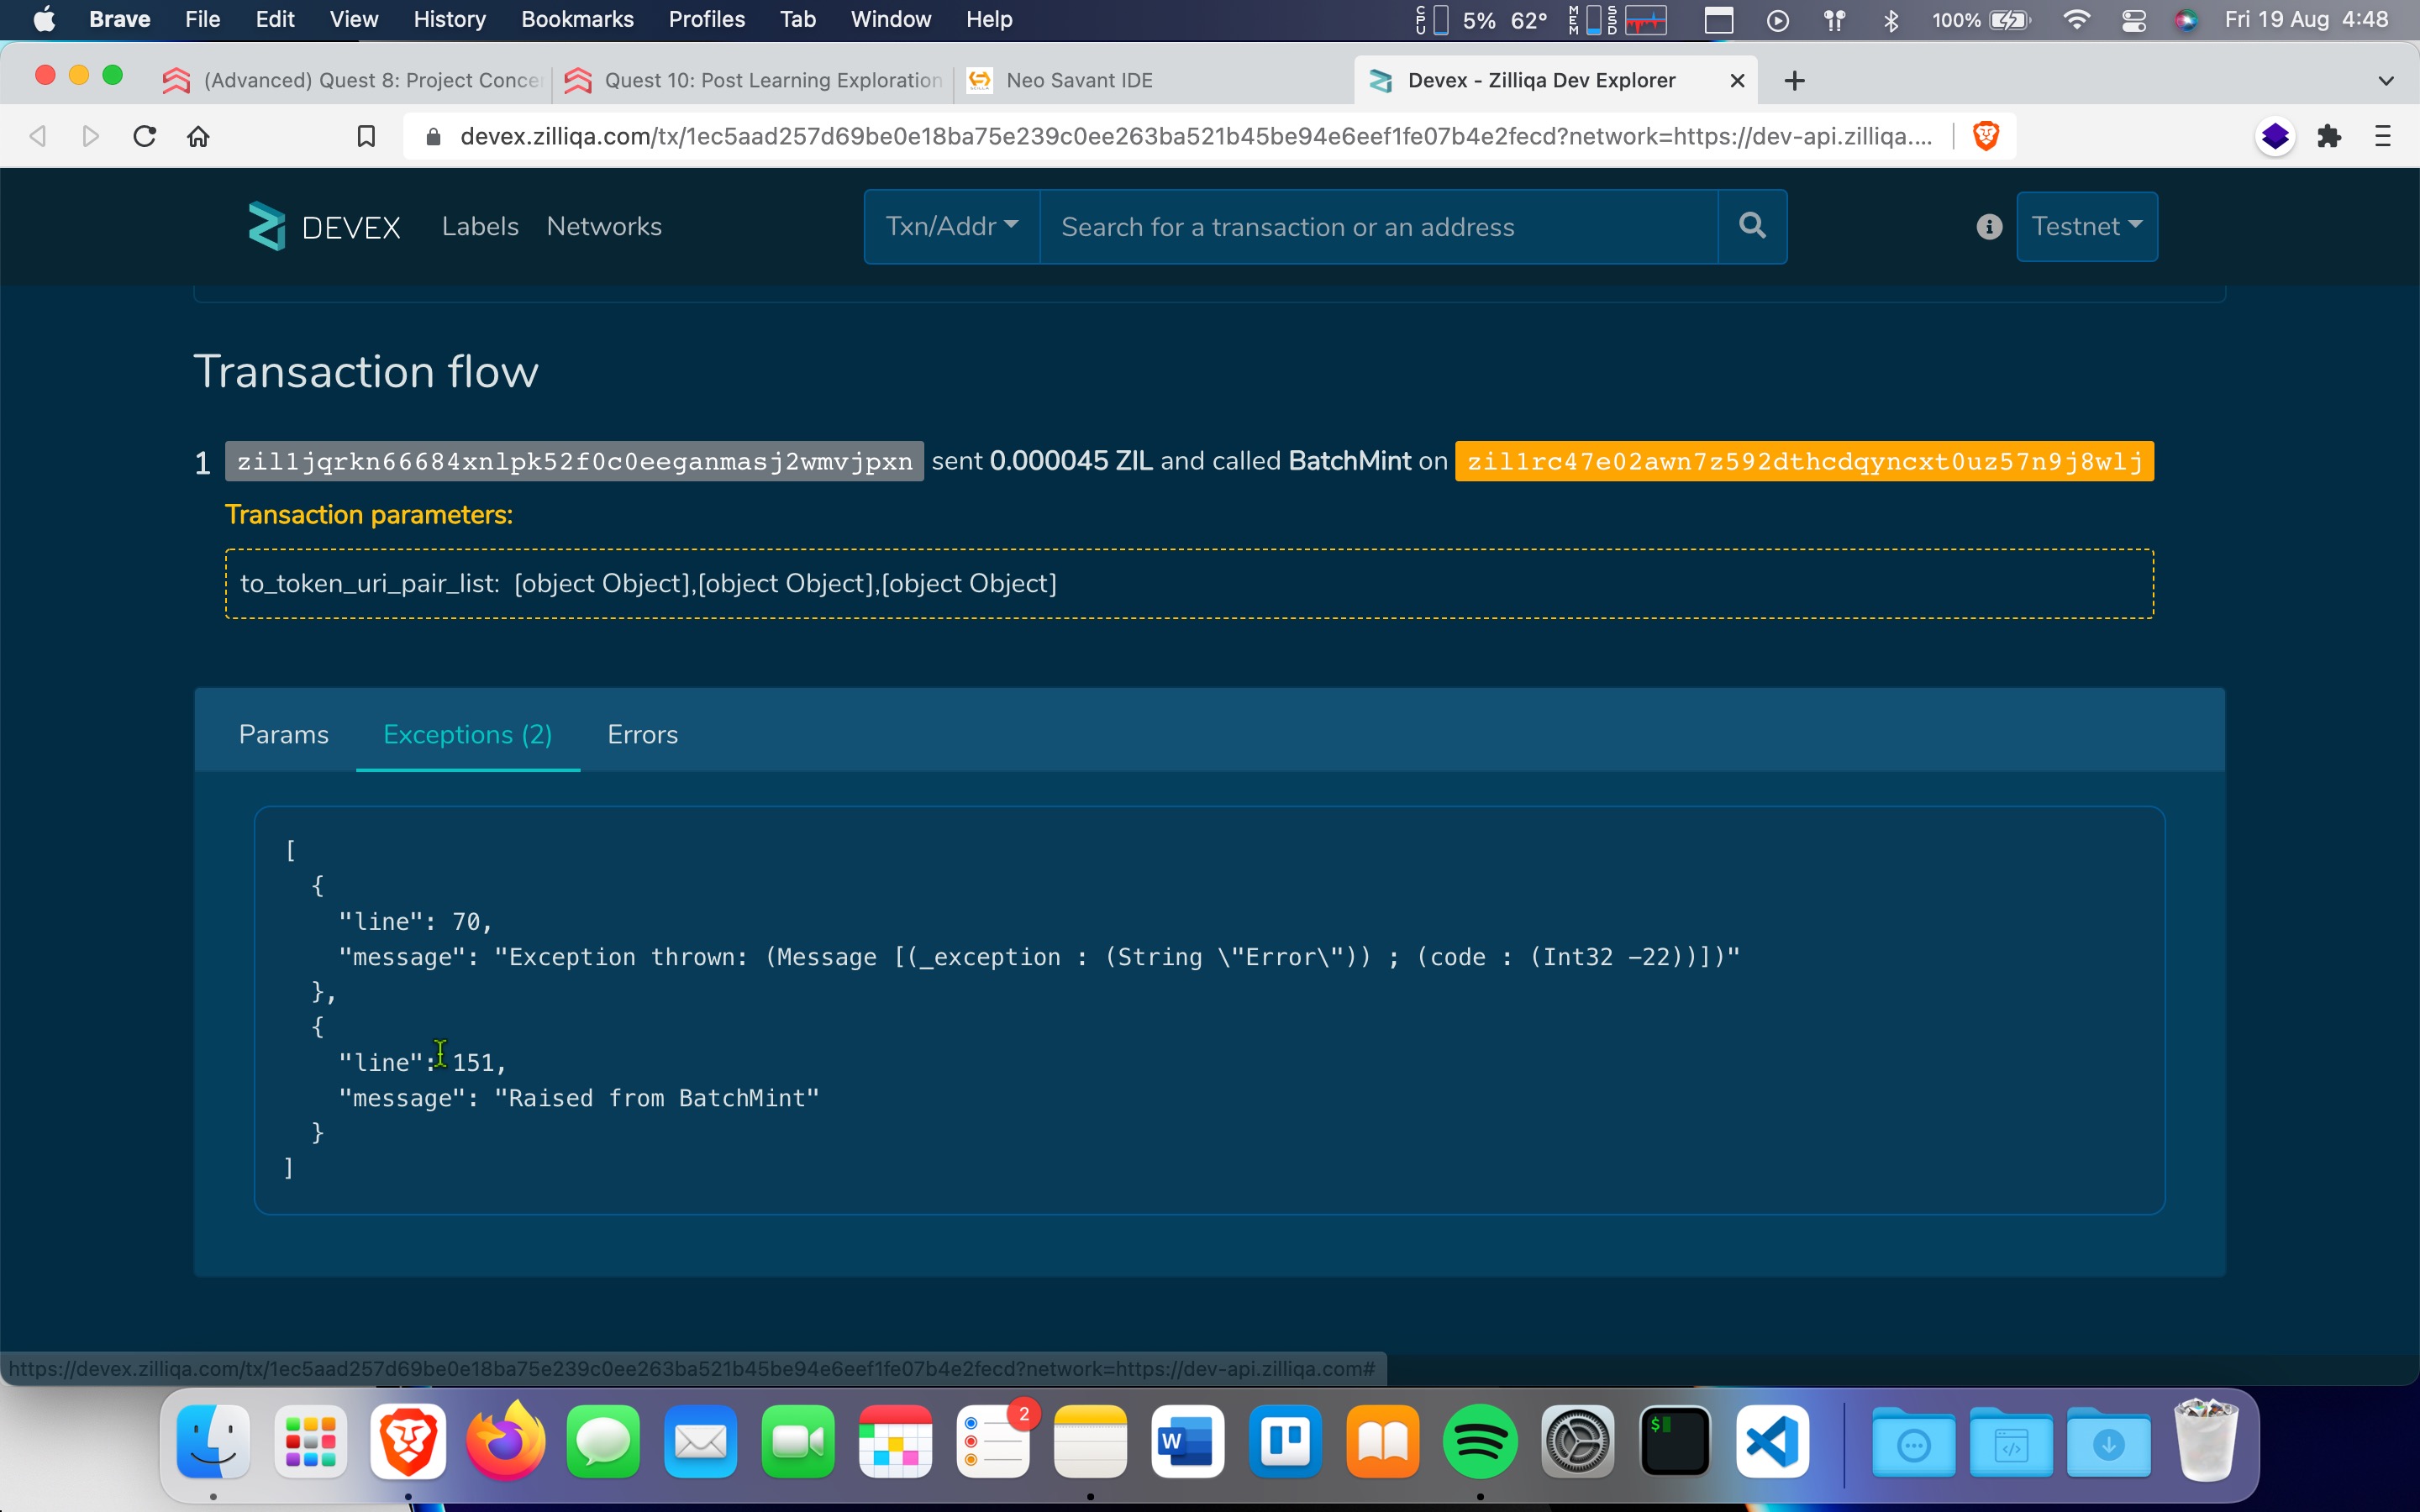 Brave File Edit View History Bookmarks Profiles Tab Window Help CPU 5% 62° MEM SSD 100% Fri 19 Aug 4:48
(Advanced) Quest 8: Project Conce Quest 10: Post Learning Exploration Neo Savant IDE Devex - Zilliqa Dev Explorer
devex.zilliqa.com/tx/1ec5aad257d69be0e18ba75e239c0ee263ba521b45be94e6eef1fe07b4e2fecd?network=https://dev-api.zilliqa....
DEVEX Labels Networks Txn/Addr Search for a transaction or an address Testnet
Transaction flow
1 zil1jqrkn66684xnlpk52f0c0eeganmasj2wmvjpxn sent 0.000045 ZIL and called BatchMint on zil1rc47e02awn7z592dthcdqyncxt0uz57n9j8wlj
Transaction parameters:
to_token_uri_pair_list: [object Object],[object Object],[object Object]
Params Exceptions (2) Errors
[
{
"line": 70,
"message": "Exception thrown: (Message [(_exception : (String \"Error\")) ; (code : (Int32 -22))])"
},
{
"line": 151,
"message": "Raised from BatchMint"
}
]
https://devex.zilliqa.com/tx/1ec5aad257d69be0e18ba75e239c0ee263ba521b45be94e6eef1fe07b4e2fecd?network=https://dev-api.zilliqa.com#
2
W
$